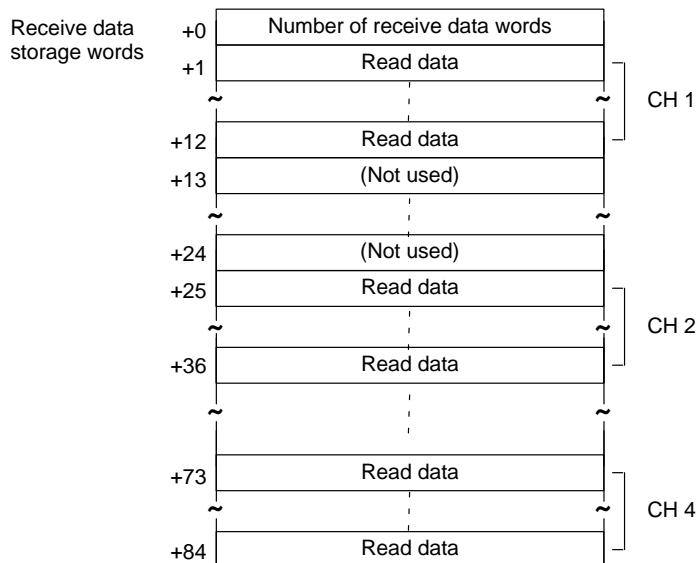 Receive data
storage words
+0 Number of receive data words
+1 Read data
CH 1
+12 Read data
+13 (Not used)
+24 (Not used)
+25 Read data
CH 2
+36 Read data
+73 Read data
CH 4
+84 Read data